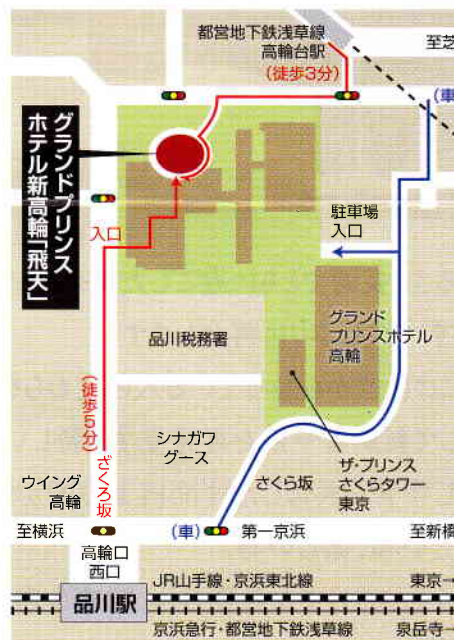 都営地下鉄浅草線
高輪台駅
(徒歩3分)
至芝
(車
グランドプリンス
ホテル新高輪「飛天」
入口
駐車場
入口
グランド
プリンスホテル
高輪
品川税務署
(徒歩5分)
ざくろ坂
シナガワ
グース
ウイング
高輪
さくら坂
ザ・プリンス
さくらタワー
東京
至横浜
(車)
第一京浜
至新橋
高輪口
西口
品川駅
JR山手線・京浜東北線
東京→
京浜急行・都営地下鉄浅草線
泉岳寺→